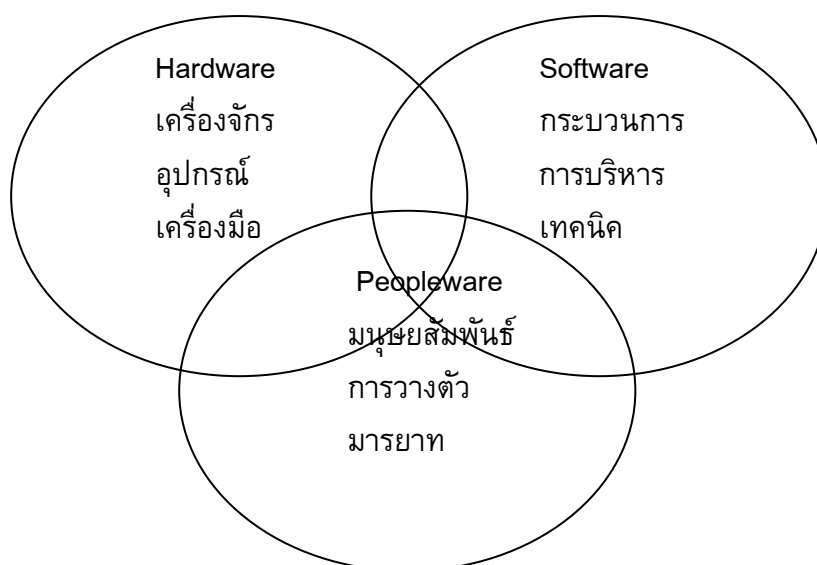 Hardware
เครื่องจักร
อุปกรณ์
เครื่องมือ
Software
กระบวนการ
การบริหาร
เทคนิค
Peopleware
มนุษยสัมพันธ์
การวางตัว
มารยาท